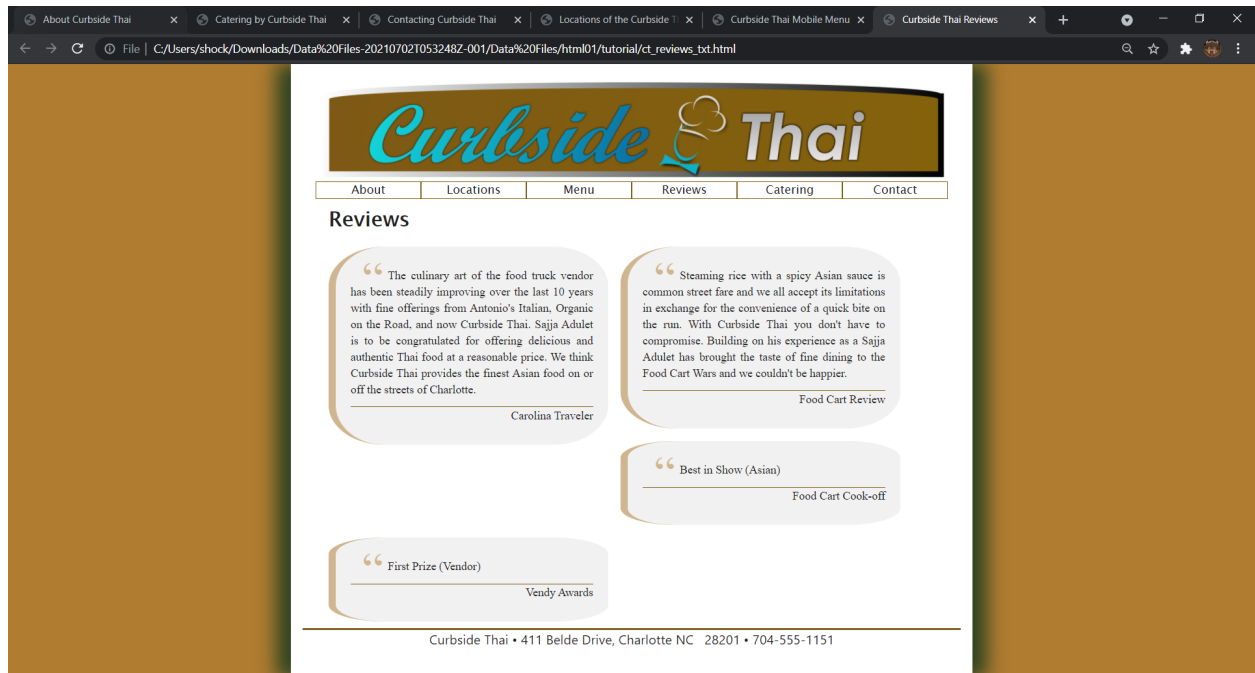 About Curbside Thai
Catering by Curbside Thai
Contacting Curbside Thai
Locations of the Curbside
Curbside Thai Mobile Menu
Curbside Thai Reviews
File | C:/Users/shock/Downloads/Data%20Files-20210702T053248Z-001/Data%20Files/html01/tutorial/ct_reviews_txt.html
Curbside Thai
About Locations Menu Reviews Catering Contact
Reviews
“ The culinary art of the food truck vendor
has been steadily improving over the last 10 years
with fine offerings from Antonio's Italian, Organic
on the Road, and now Curbside Thai. Sajja Adulet
is to be congratulated for offering delicious and
authentic Thai food at a reasonable price. We think
Curbside Thai provides the finest Asian food on or
off the streets of Charlotte.
Carolina Traveler
“ Steaming rice with a spicy Asian sauce is
common street fare and we all accept its limitations
in exchange for the convenience of a quick bite on
the run. With Curbside Thai you don't have to
compromise. Building on his experience as a Sajja
Adulet has brought the taste of fine dining to the
Food Cart Wars and we couldn't be happier.
Food Cart Review
“ Best in Show (Asian)
Food Cart Cook-off
“ First Prize (Vendor)
Vendy Awards
Curbside Thai • 411 Belde Drive, Charlotte NC 28201 • 704-555-1151